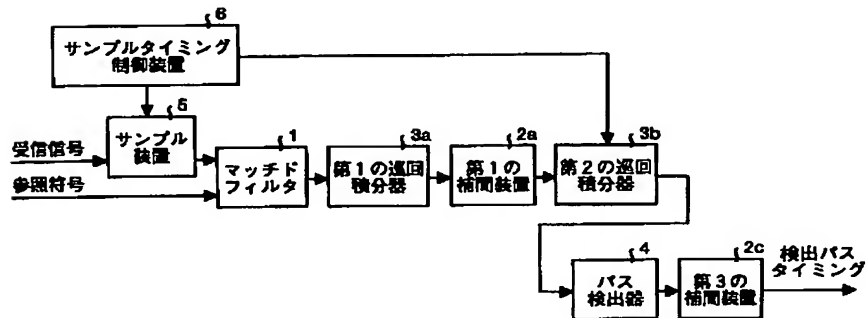 6
サンプルタイミング
制御装置
5
サンプル
装置
受信信号
参照符号
1
マッチド
フィルタ
3a
第1の巡回
積分器
2a
第1の
補間装置
3b
第2の巡回
積分器
4
パス
検出器
2c
第3の
補間装置
検出パス
タイミング